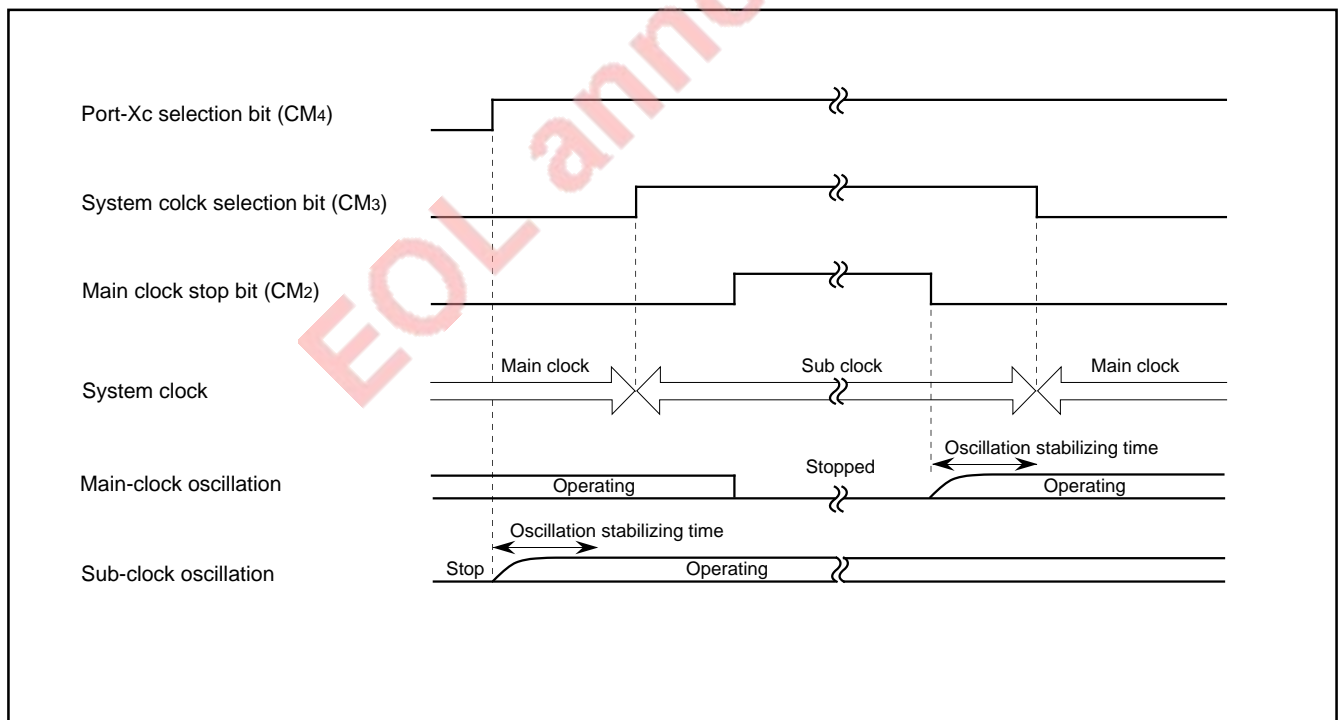 Port-Xc selection bit (CM4)
System colck selection bit (CM3)
Main clock stop bit (CM2)
Main clock Sub clock Main clock
System clock
Oscillation stabilizing time
Stopped
Main-clock oscillation
Operating Operating
Oscillation stabilizing time
Sub-clock oscillation
Stop Operating
EOL anno